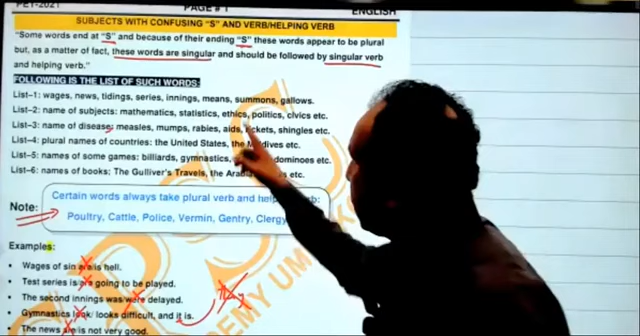 PET-2021 PAGE # 1 ENGLISH
SUBJECTS WITH CONFUSING "S" AND VERB/HELPING VERB
"Some words end at "S" and because of their ending "S" these words appear to be plural
but, as a matter of fact, these words are singular and should be followed by singular verb
and helping verb."
FOLLOWING IS THE LIST OF SUCH WORDS:
List-1: wages, news, tidings, series, innings, means, summons, gallows.
List-2: name of subjects: mathematics, statistics, ethics, politics, civics etc.
List-3: name of disease: measles, mumps, rabies, aids, rickets, shingles etc.
List-4: plural names of countries: the United States, the Maldives etc.
List-5: names of some games: billiards, gymnastics, dominoes etc.
List-6: names of books: The Gulliver's Travels, the etc.
Note:
Certain words always take plural verb and verb:
Poultry, Cattle, Police, Vermin, Gentry, Clergy
Examples:
• Wages of sin are is hell.
• Test series is are going to be played.
• The second innings was were delayed.
• Gymnastics look/ looks difficult, and it is.
• The news are is not very good.